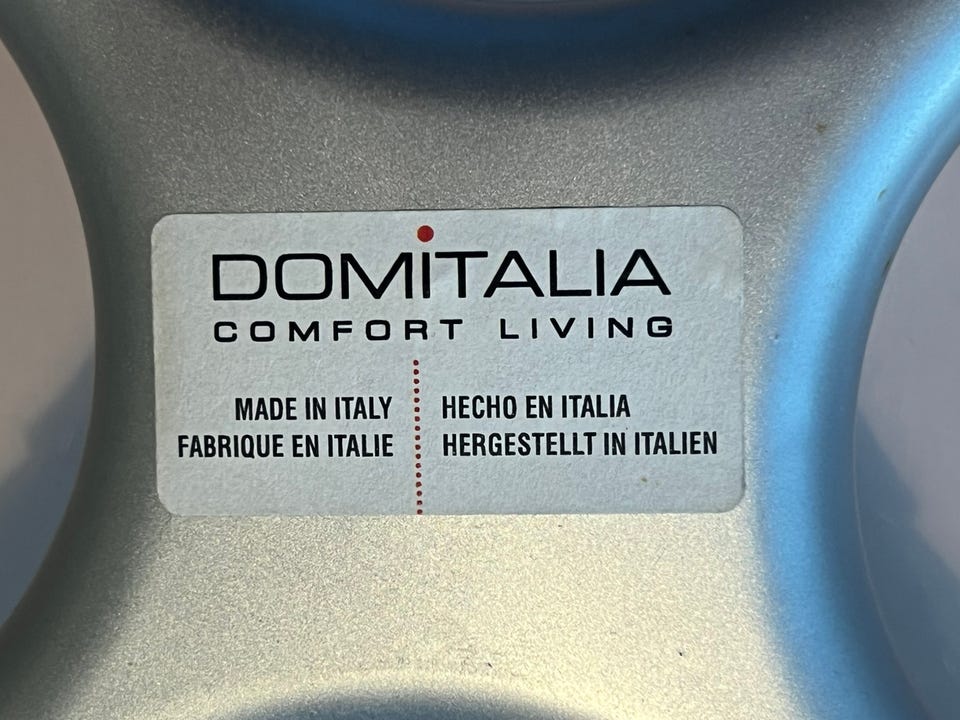 DOMITALIA
COMFORT LIVING
MADE IN ITALY
FABRIQUE EN ITALIE
HECHO EN ITALIA
HERGESTELLT IN ITALIEN